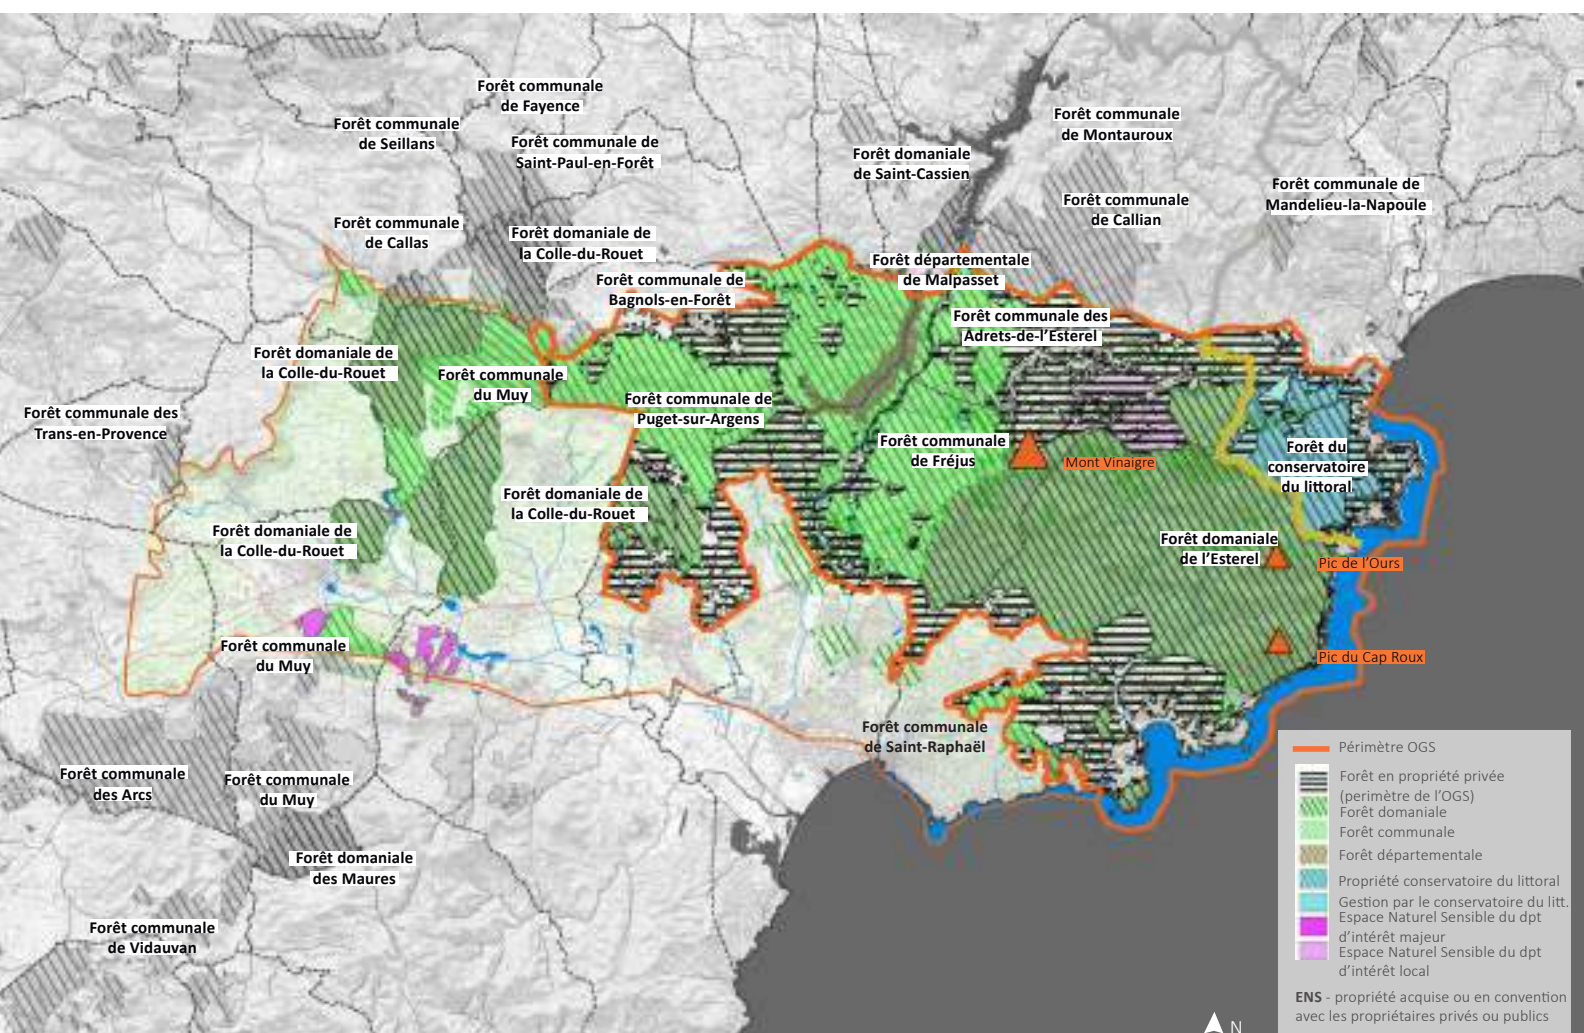 Forêt communale
de Fayence
Forêt communale
de Montauroux
Forêt communale
de Seillans
Forêt communale de
Saint-Paul-en-Forêt
Forêt domaniale
de Saint-Cassien
Forêt communale de
Mandelieu-la-Napoule
Forêt communale
de Callian
Forêt communale
de Callas
Forêt domaniale de
la Colle-du-Rouet
Forêt départementale
de Malpasset
Forêt communale de
Bagnols-en-Forêt
Forêt communale des
Adrets-de-l'Esterel
Forêt domaniale de
la Colle-du-Rouet
Forêt communale
du Muy
Forêt communale de
Puget-sur-Argens
Forêt communale des
Trans-en-Provence
Forêt communale
de Fréjus
Mont Vinaigre
Forêt du
conservatoire
du littoral
Forêt domaniale de
la Colle-du-Rouet
Forêt domaniale de
la Colle-du-Rouet
Forêt domaniale
de l'Esterel
Pic de l'Ours
Forêt communale
du Muy
Pic du Cap Roux
Forêt communale
de Saint-Raphaël
Forêt communale
des Arcs
Forêt communale
du Muy
Forêt domaniale
des Maures
Forêt communale
de Vidauvan
Périmètre OGS
Forêt en propriété privée
(perimètre de l'OGS)
Forêt domaniale
Forêt communale
Forêt départementale
Propriété conservatoire du littoral
Gestion par le conservatoire du litt.
Espace Naturel Sensible du dpt
d'intérêt majeur
Espace Naturel Sensible du dpt
d'intérêt local
ENS - propriété acquise ou en convention
avec les propriétaires privés ou publics
N